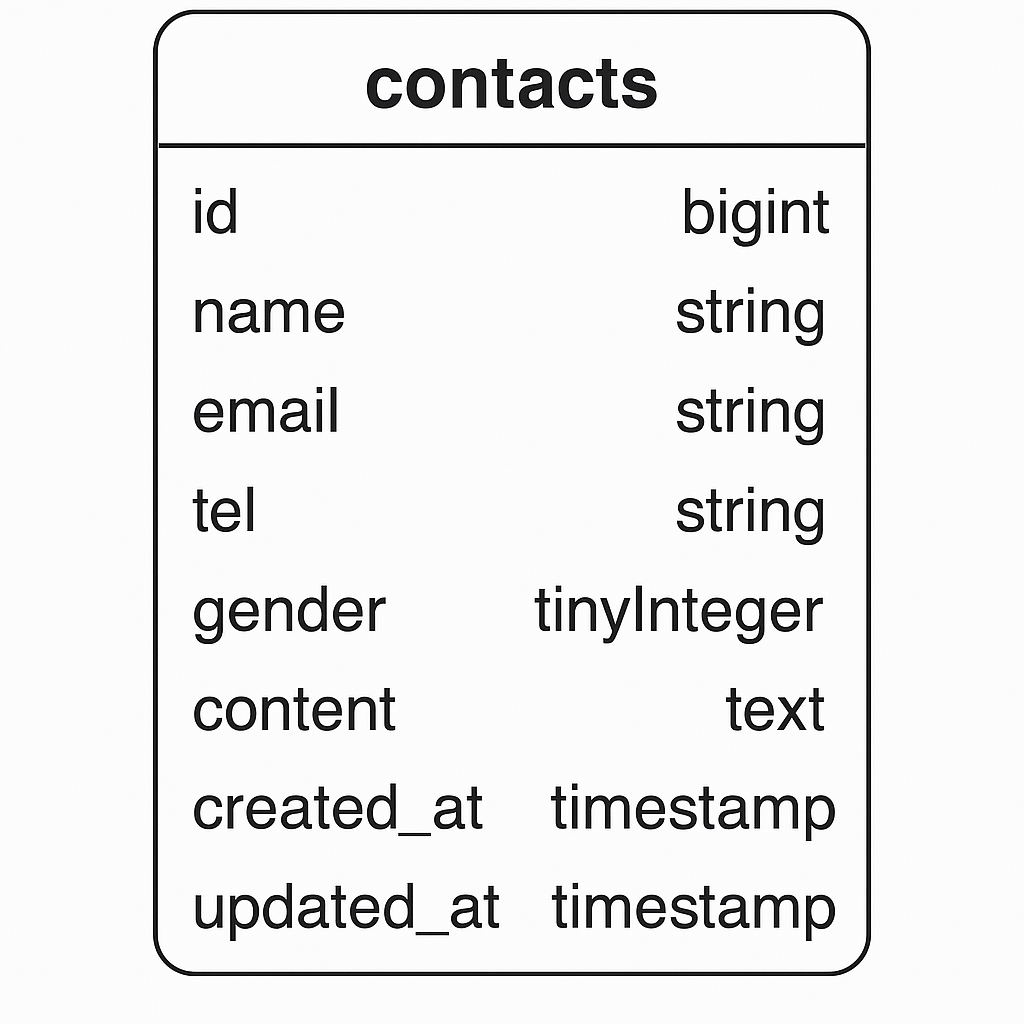 contacts
id bigint
name string
email string
tel string
gender tinyInteger
content text
created_at timestamp
updated_at timestamp